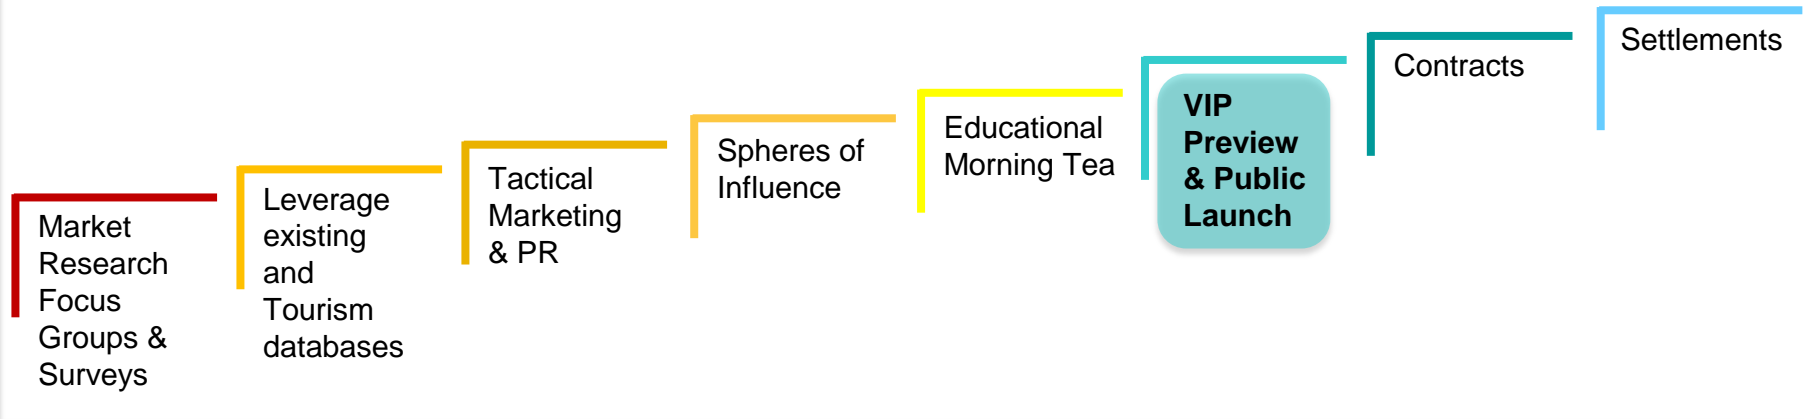 Market
Research
Focus
Groups &
Surveys
Leverage
existing
and
Tourism
databases
Tactical
Marketing
& PR
Spheres of
Influence
Educational
Morning Tea
VIP
Preview
& Public
Launch
Contracts
Settlements